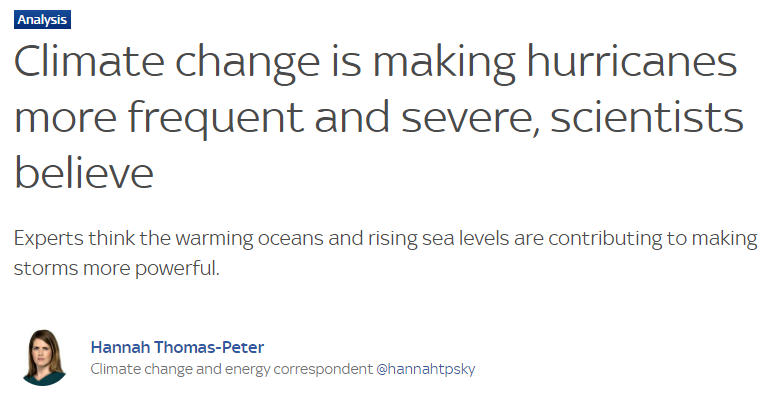 Analysis
Climate change is making hurricanes
more frequent and severe, scientists
believe
Experts think the warming oceans and rising sea levels are contributing to making
storms more powerful.
Hannah Thomas-Peter
Climate change and energy correspondent @hannahtpsky